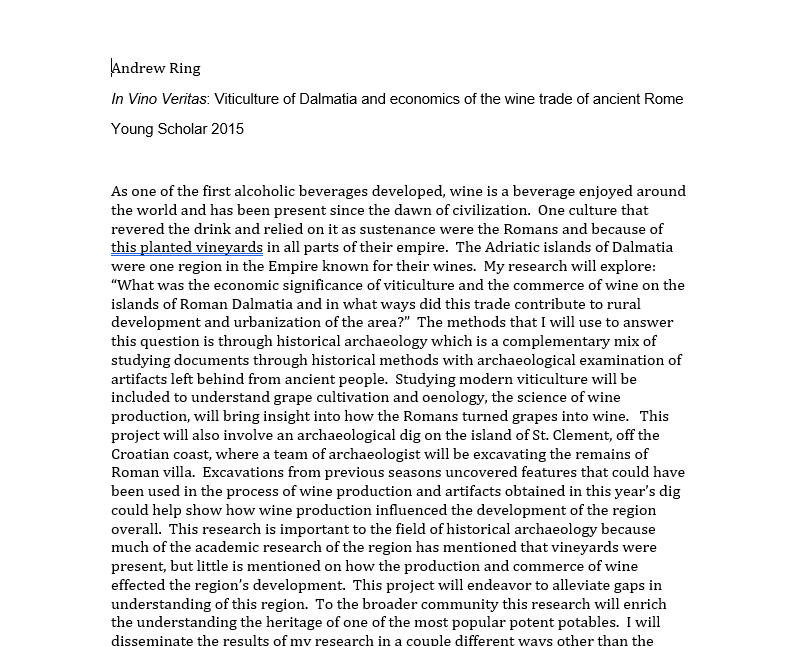 Andrew Ring
In Vino Veritas: Viticulture of Dalmatia and economics of the wine trade of ancient Rome
Young Scholar 2015
As one of the first alcoholic beverages developed, wine is a beverage enjoyed around
the world and has been present since the dawn of civilization.  One culture that
revered the drink and relied on it as sustenance were the Romans and because of
this planted vineyards in all parts of their empire.  The Adriatic islands of Dalmatia
were one region in the Empire known for their wines.  My research will explore:
“What was the economic significance of viticulture and the commerce of wine on the
islands of Roman Dalmatia and in what ways did this trade contribute to rural
development and urbanization of the area?”  The methods that I will use to answer
this question is through historical archaeology which is a complementary mix of
studying documents through historical methods with archaeological examination of
artifacts left behind from ancient people.  Studying modern viticulture will be
included to understand grape cultivation and oenology, the science of wine
production, will bring insight into how the Romans turned grapes into wine.   This
project will also involve an archaeological dig on the island of St. Clement, off the
Croatian coast, where a team of archaeologist will be excavating the remains of
Roman villa.  Excavations from previous seasons uncovered features that could have
been used in the process of wine production and artifacts obtained in this year’s dig
could help show how wine production influenced the development of the region
overall.  This research is important to the field of historical archaeology because
much of the academic research of the region has mentioned that vineyards were
present, but little is mentioned on how the production and commerce of wine
effected the region’s development.  This project will endeavor to alleviate gaps in
understanding of this region.  To the broader community this research will enrich
the understanding the heritage of one of the most popular potent potables.  I will
disseminate the results of my research in a couple different ways other than the